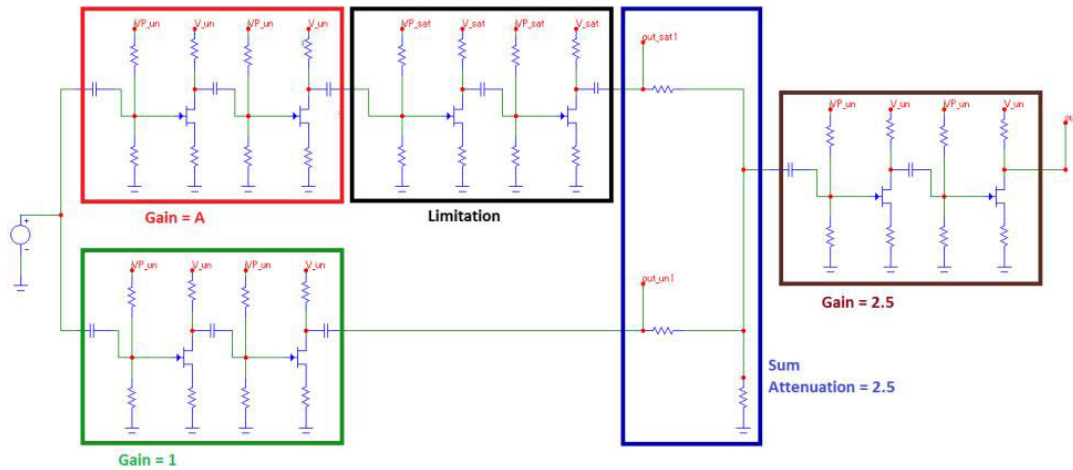 VP_un V_un VP_un V_un
VP_sat V_sat VP_sat V_sat
out_sat1
VP_un V_un VP_un V_un
ou
Gain = A
Limitation
+
-
VP_un V_un VP_un V_un
out_un1
Gain = 2.5
Sum
Attenuation = 2.5
Gain = 1